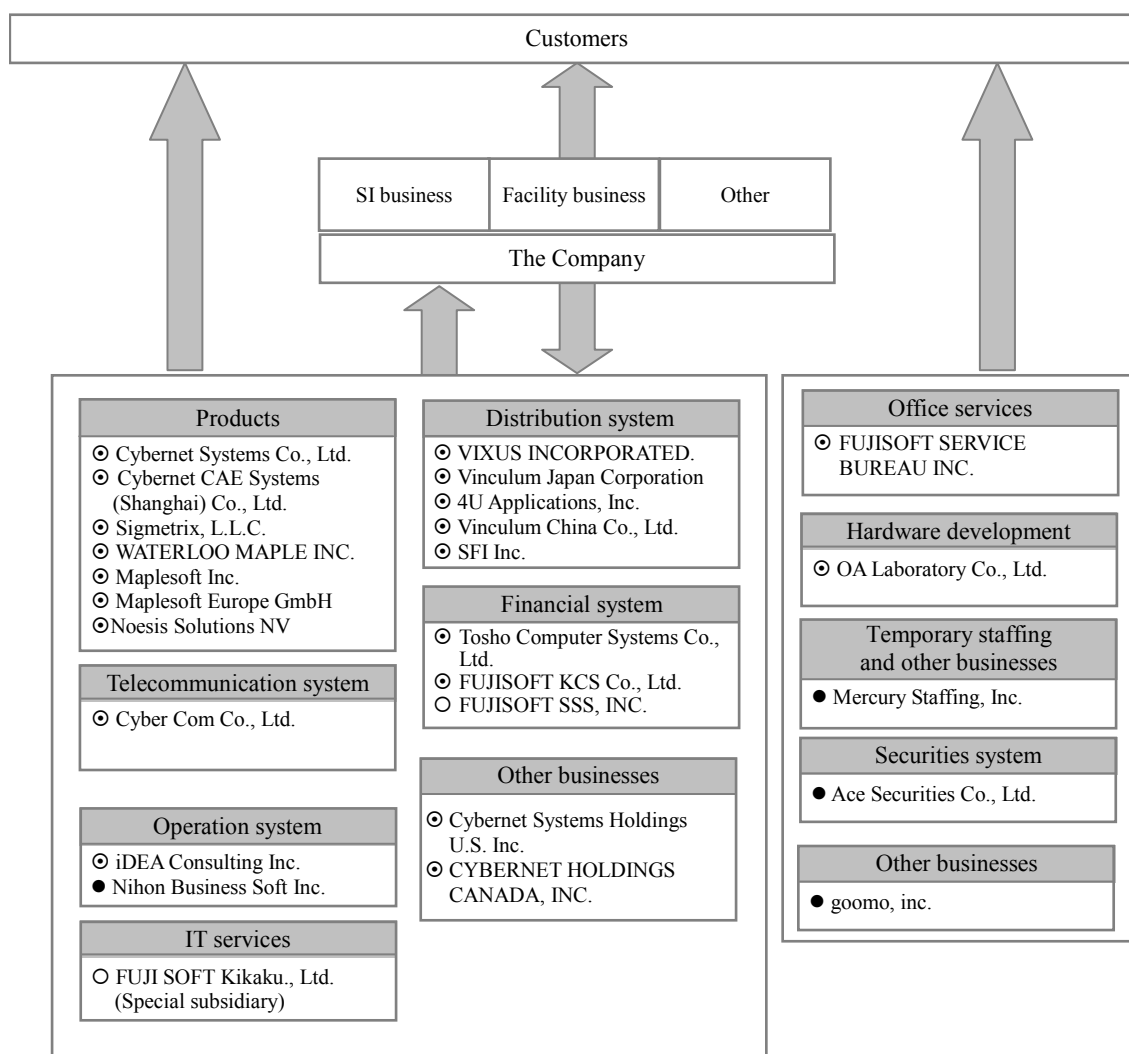 Customers
SI business
Facility business
Other
The Company
Products
⦿ Cybernet Systems Co., Ltd.
⦿ Cybernet CAE Systems
(Shanghai) Co., Ltd.
⦿ Sigmetrix, L.L.C.
⦿ WATERLOO MAPLE INC.
⦿ Maplesoft Inc.
⦿ Maplesoft Europe GmbH
⦿Noesis Solutions NV
Telecommunication system
⦿ Cyber Com Co., Ltd.
Operation system
⦿ iDEA Consulting Inc.
● Nihon Business Soft Inc.
IT services
○ FUJI SOFT Kikaku., Ltd.
(Special subsidiary)
Distribution system
⦿ VIXUS INCORPORATED.
⦿ Vinculum Japan Corporation
⦿ 4U Applications, Inc.
⦿ Vinculum China Co., Ltd.
⦿ SFI Inc.
Financial system
⦿ Tosho Computer Systems Co.,
Ltd.
⦿ FUJISOFT KCS Co., Ltd.
○ FUJISOFT SSS, INC.
Other businesses
⦿ Cybernet Systems Holdings
U.S. Inc.
⦿ CYBERNET HOLDINGS
CANADA, INC.
Office services
⦿ FUJISOFT SERVICE
BUREAU INC.
Hardware development
⦿ OA Laboratory Co., Ltd.
Temporary staffing
and other businesses
● Mercury Staffing, Inc.
Securities system
● Ace Securities Co., Ltd.
Other businesses
● goomo, inc.